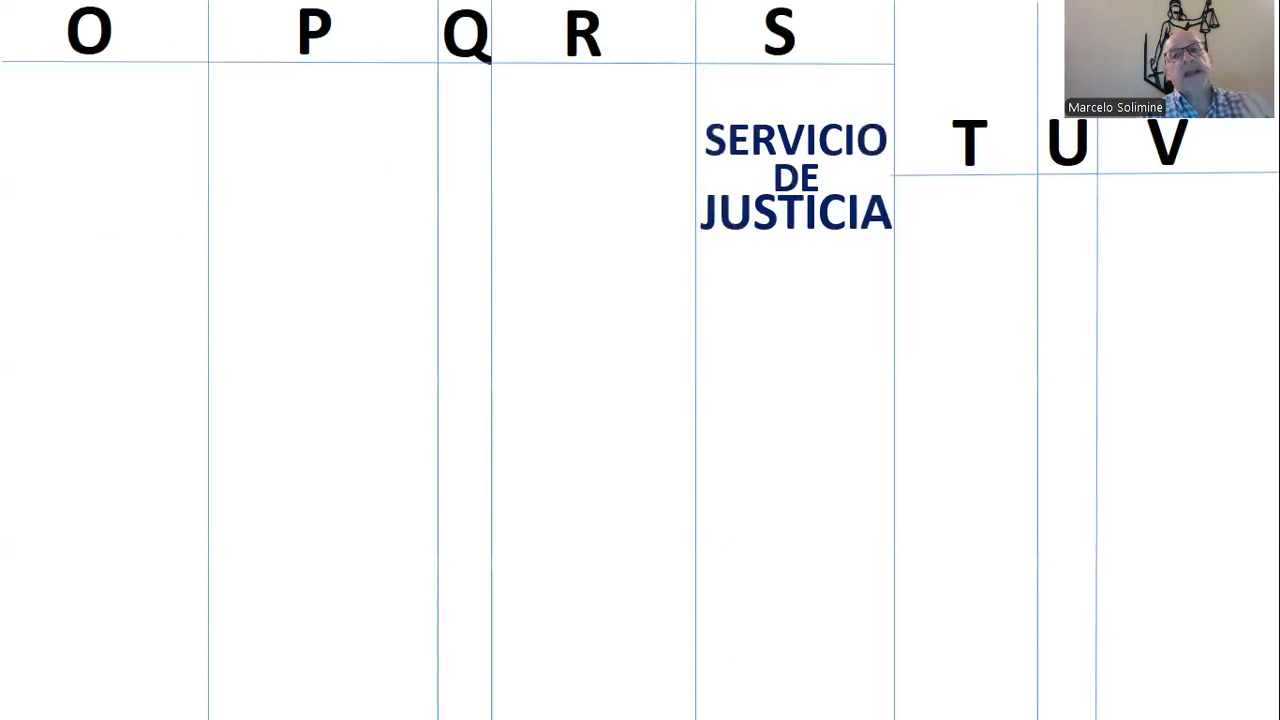 O P Q R S
Marcelo Solimine
T U V
SERVICIO
DE
JUSTICIA